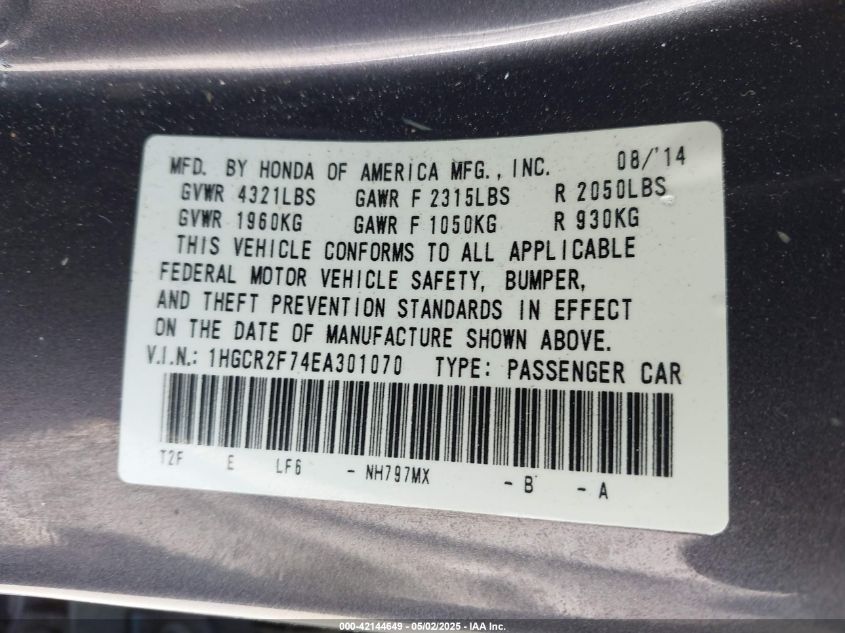 MFD. BY HONDA OF AMERICA MFG., INC. 08/'14
GVWR 4321LBS GAWR F 2315LBS R 2050LBS
GVWR 1960KG GAWR F 1050KG R 930KG
THIS VEHICLE CONFORMS TO ALL APPLICABLE
FEDERAL MOTOR VEHICLE SAFETY, BUMPER,
AND THEFT PREVENTION STANDARDS IN EFFECT
ON THE DATE OF MANUFACTURE SHOWN ABOVE.
V.I.N.: 1HGCR2F74EA301070 TYPE: PASSENGER CAR
T2F E LF6 - NH797MX - B - A
000-42144649 05/02/2025 - IAA Inc.